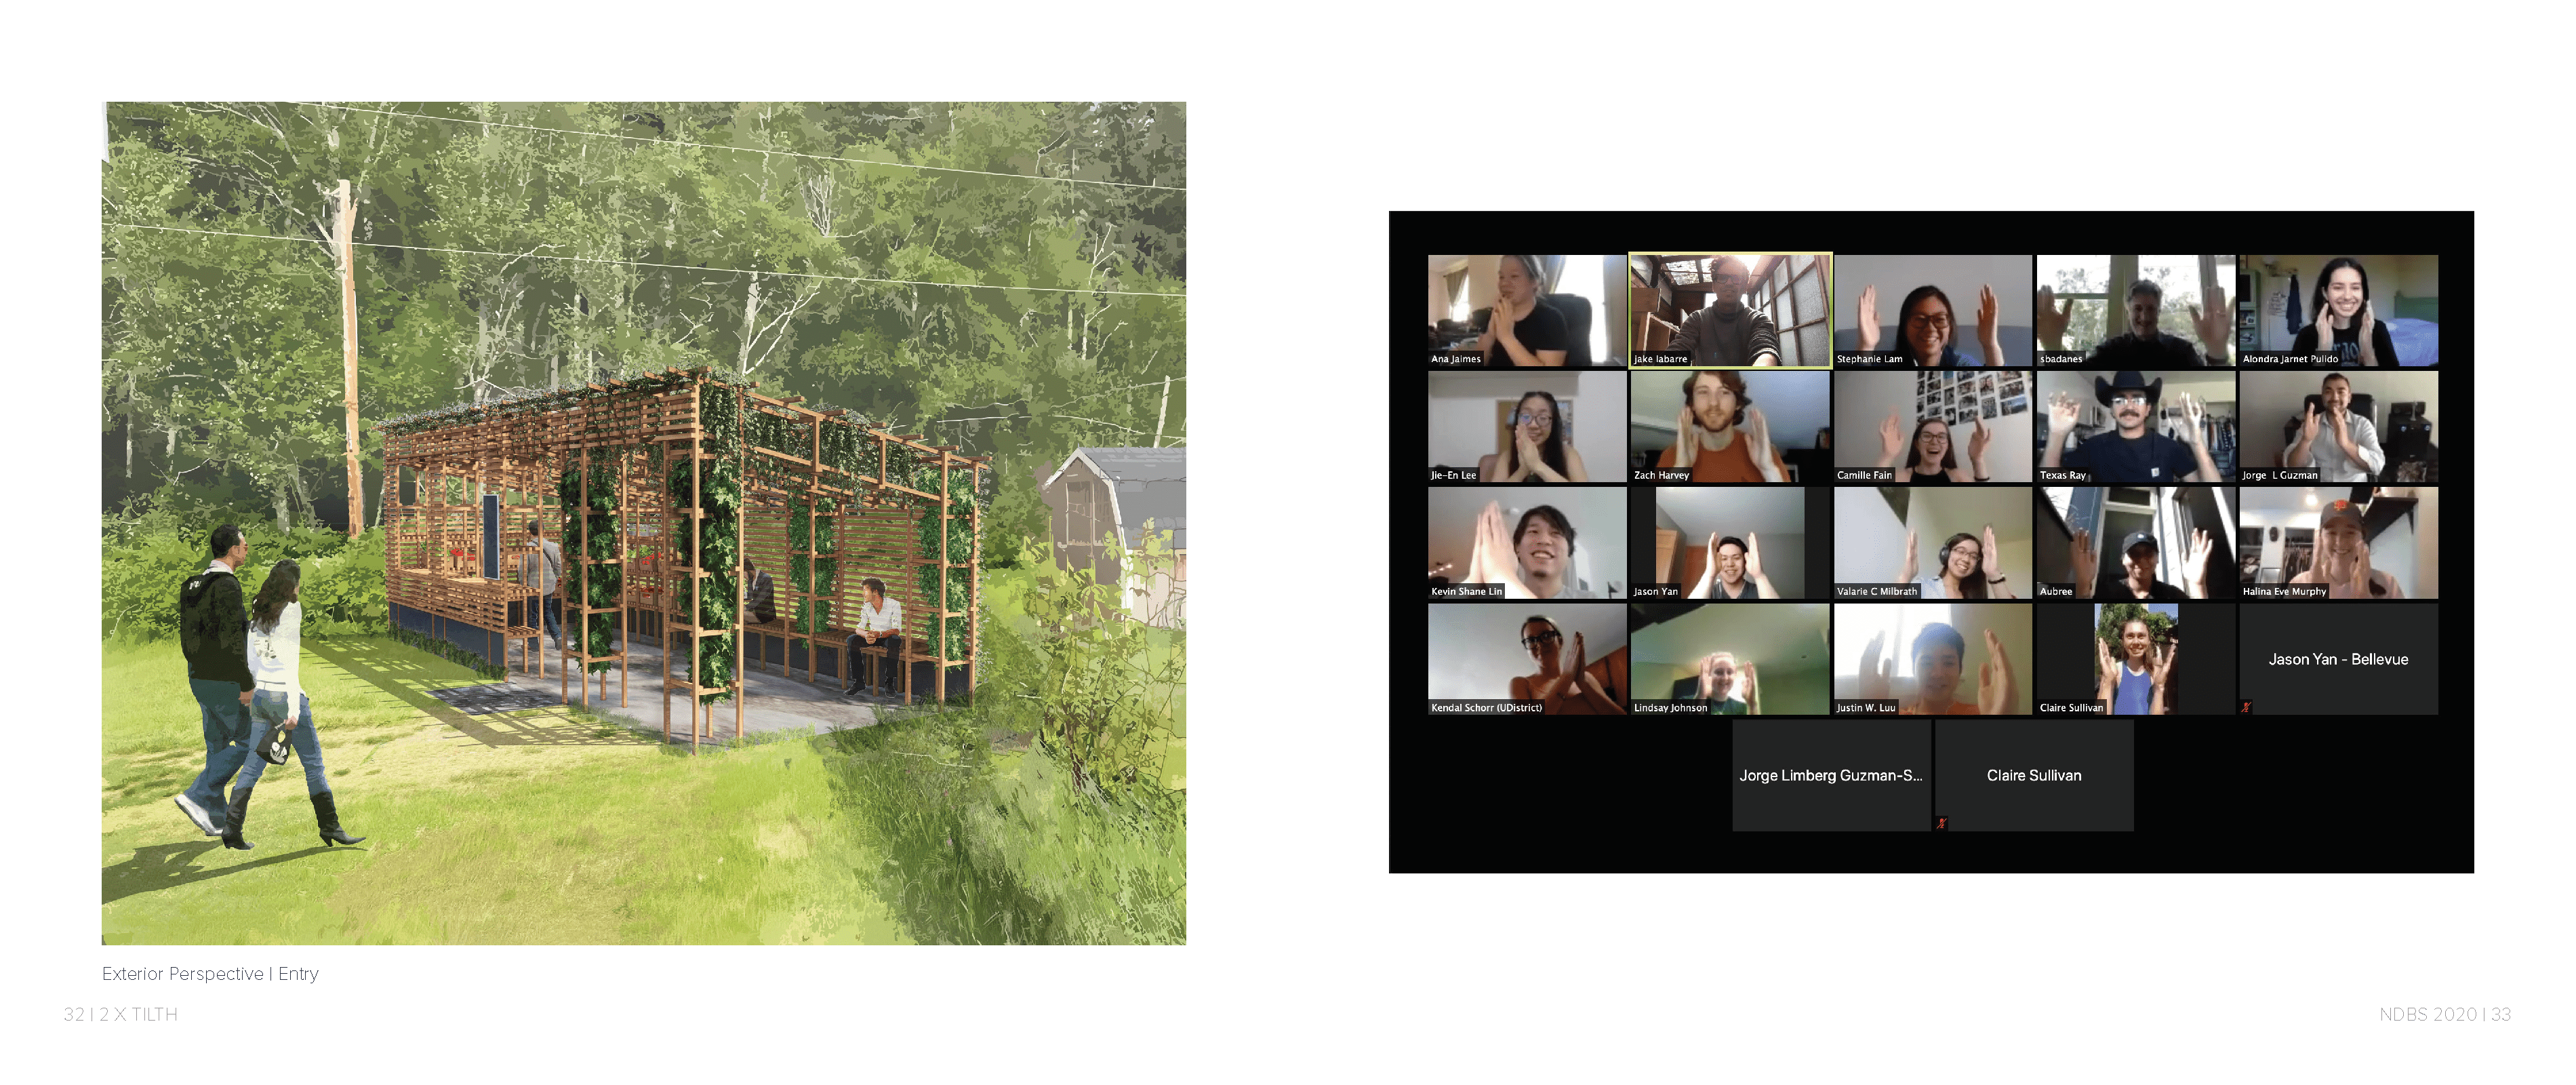 Exterior Perspective | Entry
32 | 2 X TILTH
Ana Jaimes
jake labarre
Stephanie Lam
sbadanes
Alondra Jarnet Pulido
Jie-En Lee
Zach Harvey
Camille Fain
Texas Ray
Jorge L Guzman
Kevin Shane Lin
Jason Yan
Valarie C Milbrath
Aubree
Halina Eve Murphy
Kendal Schorr (UDistrict)
Lindsay Johnson
Justin W. Luu
Claire Sullivan
Jason Yan - Bellevue
Jorge Limberg Guzman-S...
Claire Sullivan
NDBS 2020 | 33